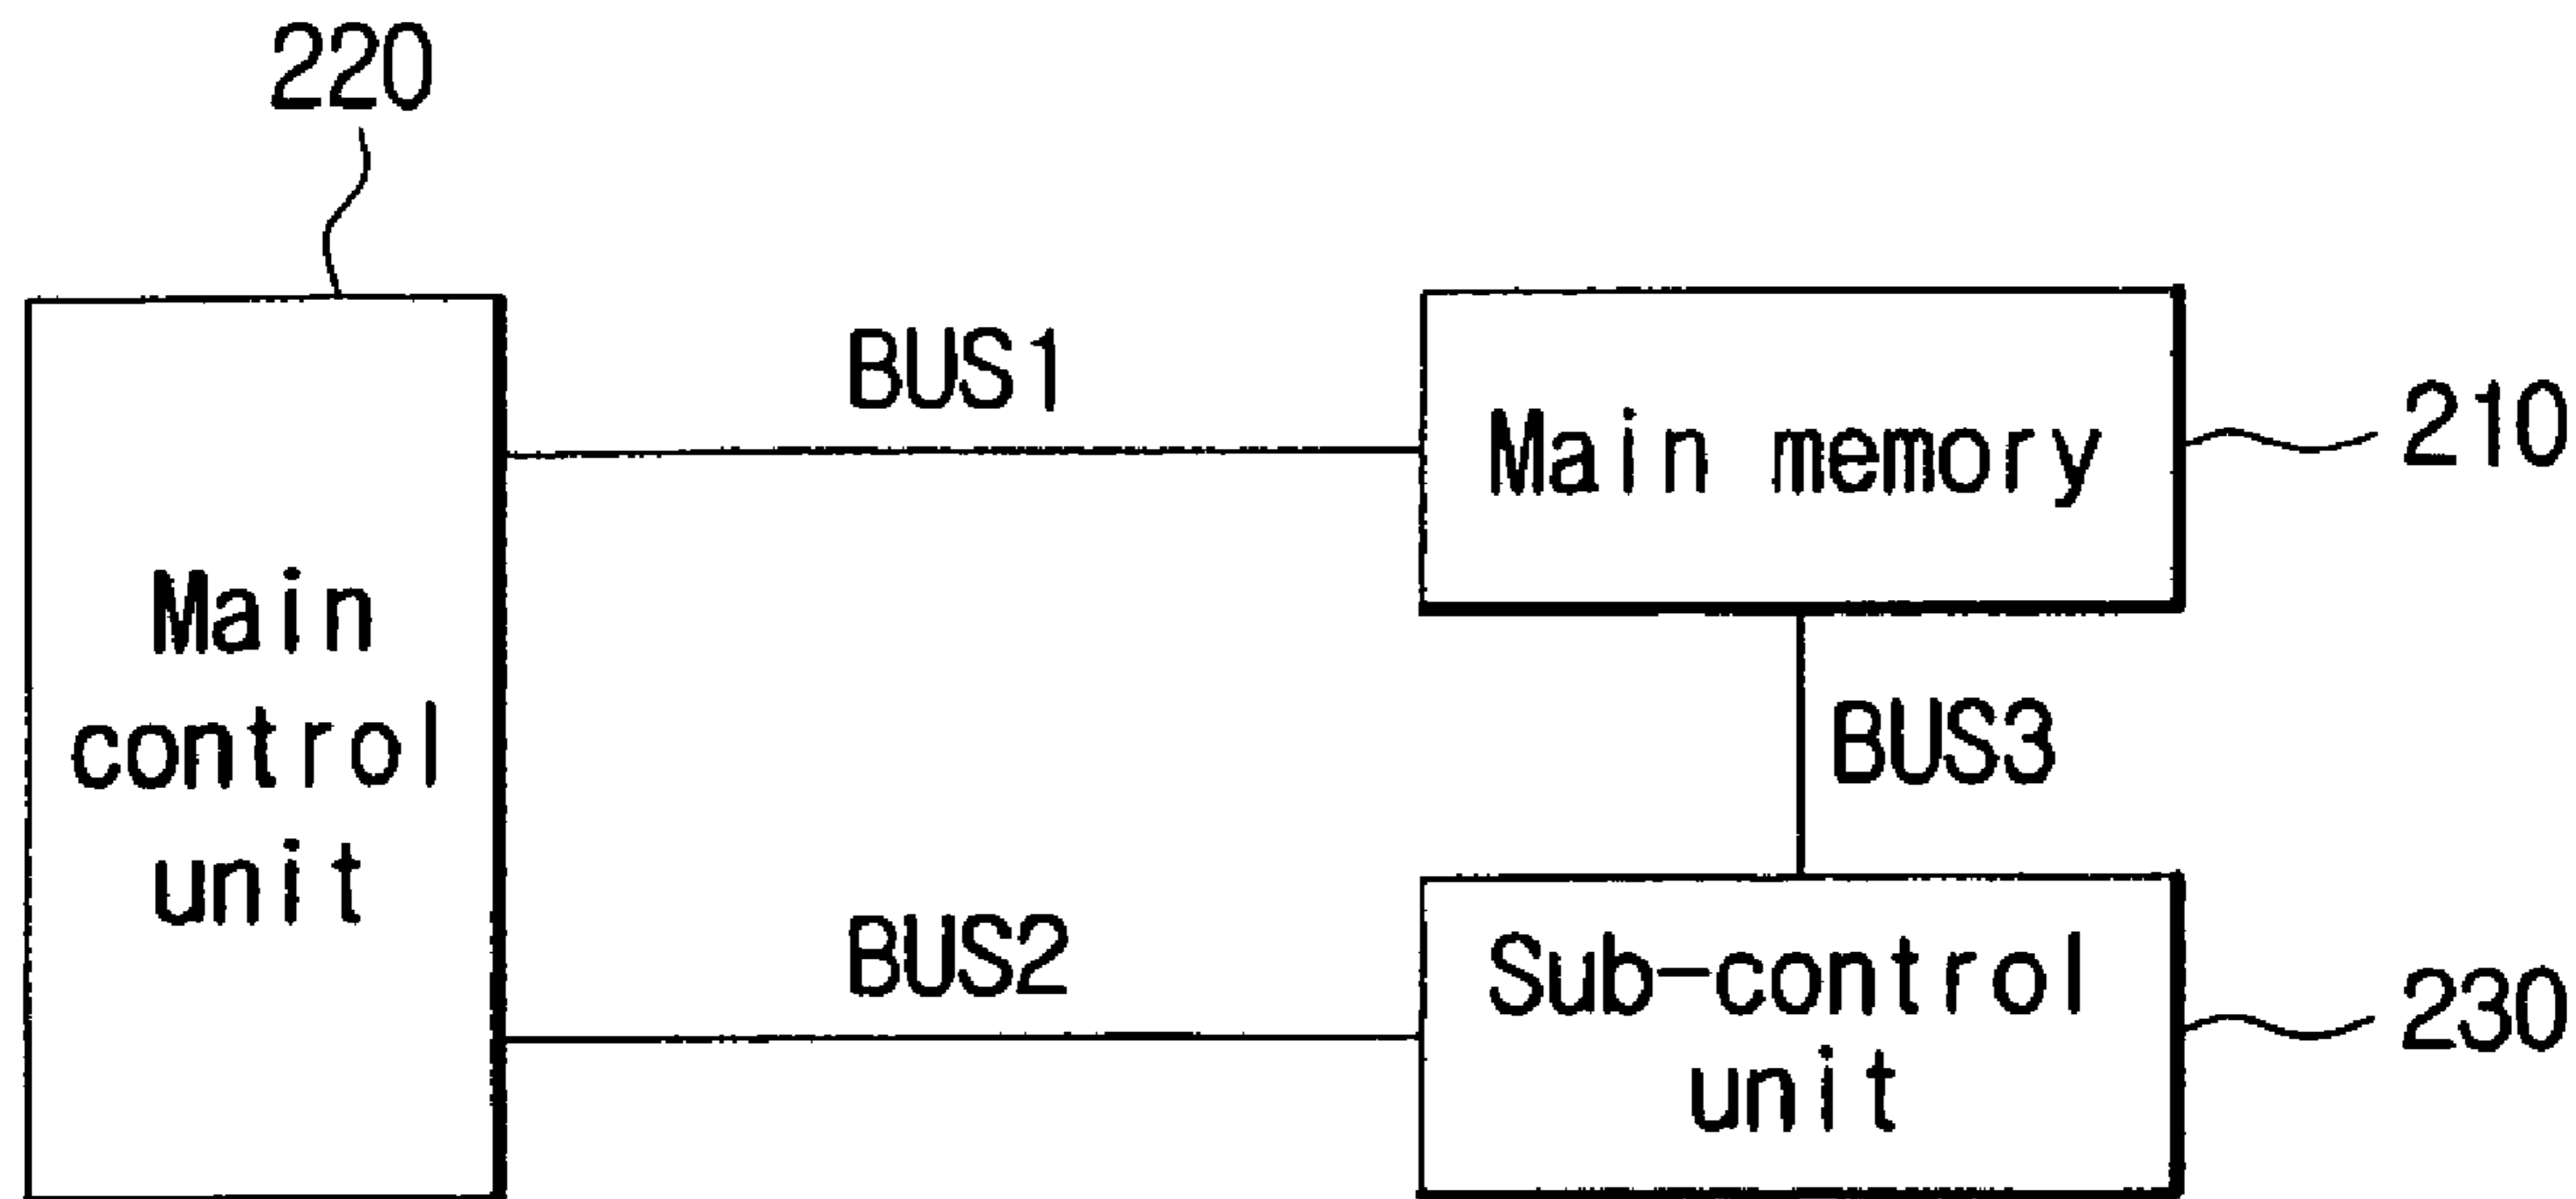 220
BUS1
Main memory
210
Main
control
unit
BUS3
BUS2
Sub-control
unit
230